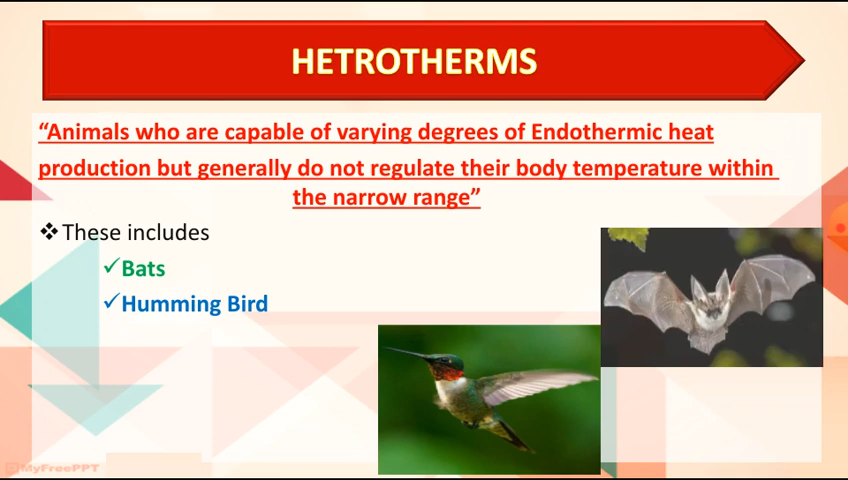 HETROTHERMS
“Animals who are capable of varying degrees of Endothermic heat
production but generally do not regulate their body temperature within
the narrow range”
❖These includes
✓Bats
✓Humming Bird
MyFreePPT